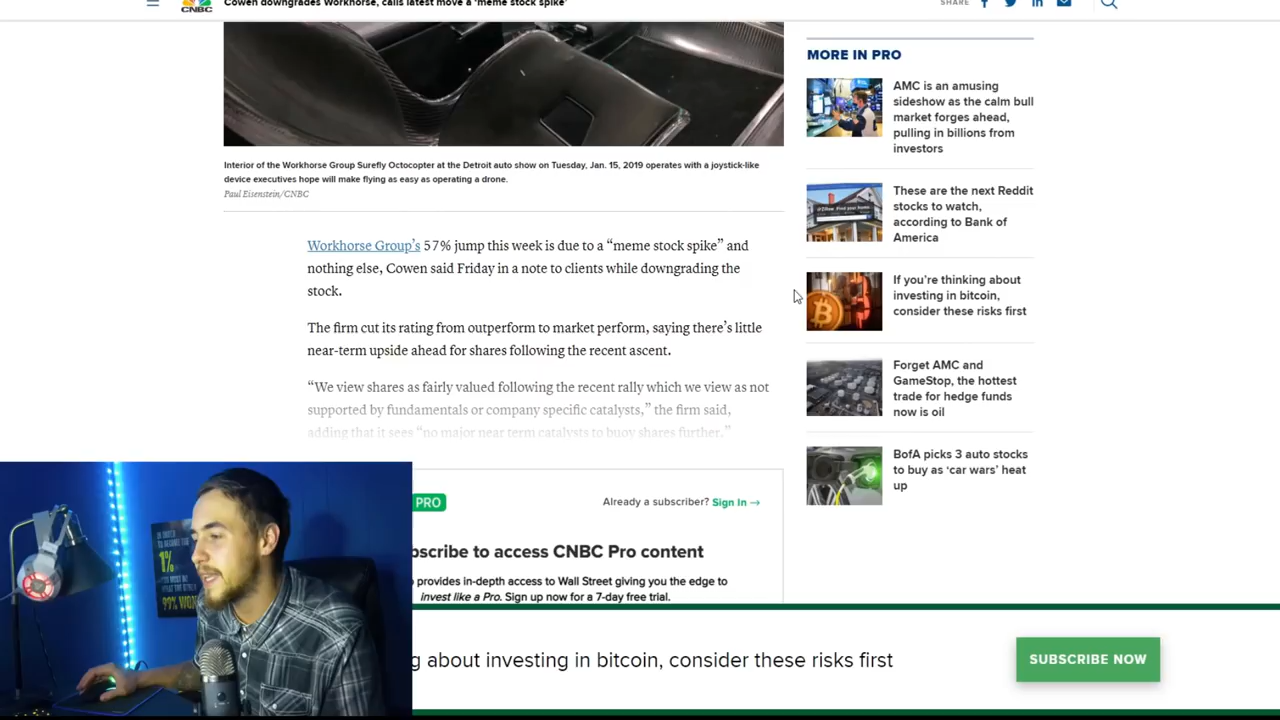 Cowen downgrades Workhorse, calls latest move a 'meme stock spike'
SHARE
CNBC
Interior of the Workhorse Group Surefly Octocopter at the Detroit auto show on Tuesday, Jan. 15, 2019 operates with a joystick-like
device executives hope will make flying as easy as operating a drone.
Paul Eisenstein/CNBC
Workhorse Group's 57% jump this week is due to a “meme stock spike” and
nothing else, Cowen said Friday in a note to clients while downgrading the
stock.
The firm cut its rating from outperform to market perform, saying there's little
near-term upside ahead for shares following the recent ascent.
“We view shares as fairly valued following the recent rally which we view as not
supported by fundamentals or company specific catalysts,” the firm said,
adding that it sees “no major near term catalysts to buoy shares further.”
PRO
Already a subscriber? Sign In →
bscribe to access CNBC Pro content
provides in-depth access to Wall Street giving you the edge to
invest like a Pro. Sign up now for a 7-day free trial.
MORE IN PRO
AMC is an amusing
sideshow as the calm bull
market forges ahead,
pulling in billions from
investors
These are the next Reddit
stocks to watch,
according to Bank of
America
If you're thinking about
investing in bitcoin,
consider these risks first
Forget AMC and
GameStop, the hottest
trade for hedge funds
now is oil
BofA picks 3 auto stocks
to buy as 'car wars' heat
up
g about investing in bitcoin, consider these risks first
SUBSCRIBE NOW
IN ORDER
TO BECOME THE
1%
99% WON'T